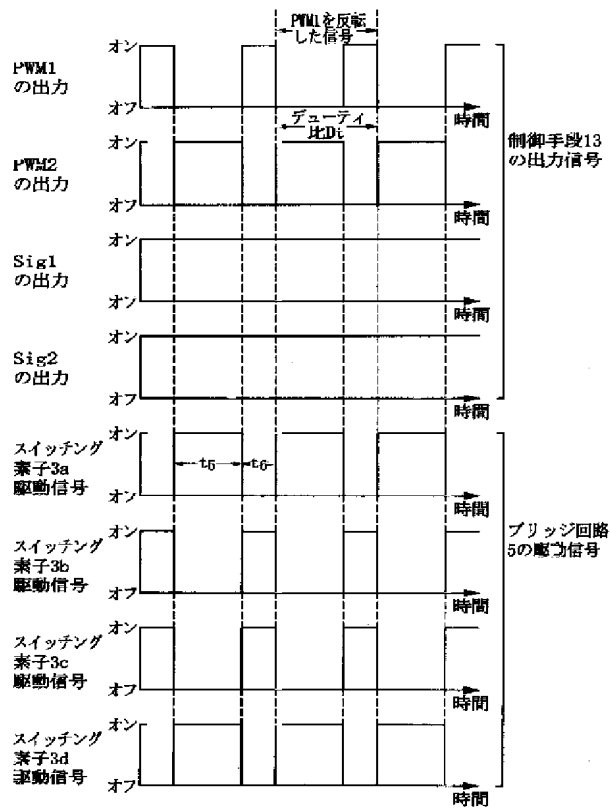 PWM1を反転
した信号
オン
PWM1
の出力
オフ
時間
デューティ
比Di
オン
PWM2
の出力
オフ
時間
制御手段13
の出力信号
オン
Sig1
の出力
オン
時間
オン
Sig2
の出力
オフ
時間
オン
スイッチング
素子3a
駆動信号
t5
t6
オフ
時間
オン
スイッチング
素子3b
駆動信号
オフ
時間
ブリッジ回路
5の駆動信号
オン
スイッチング
素子3c
駆動信号
オフ
時間
オン
スイッチング
素子3d
駆動信号
オフ
時間